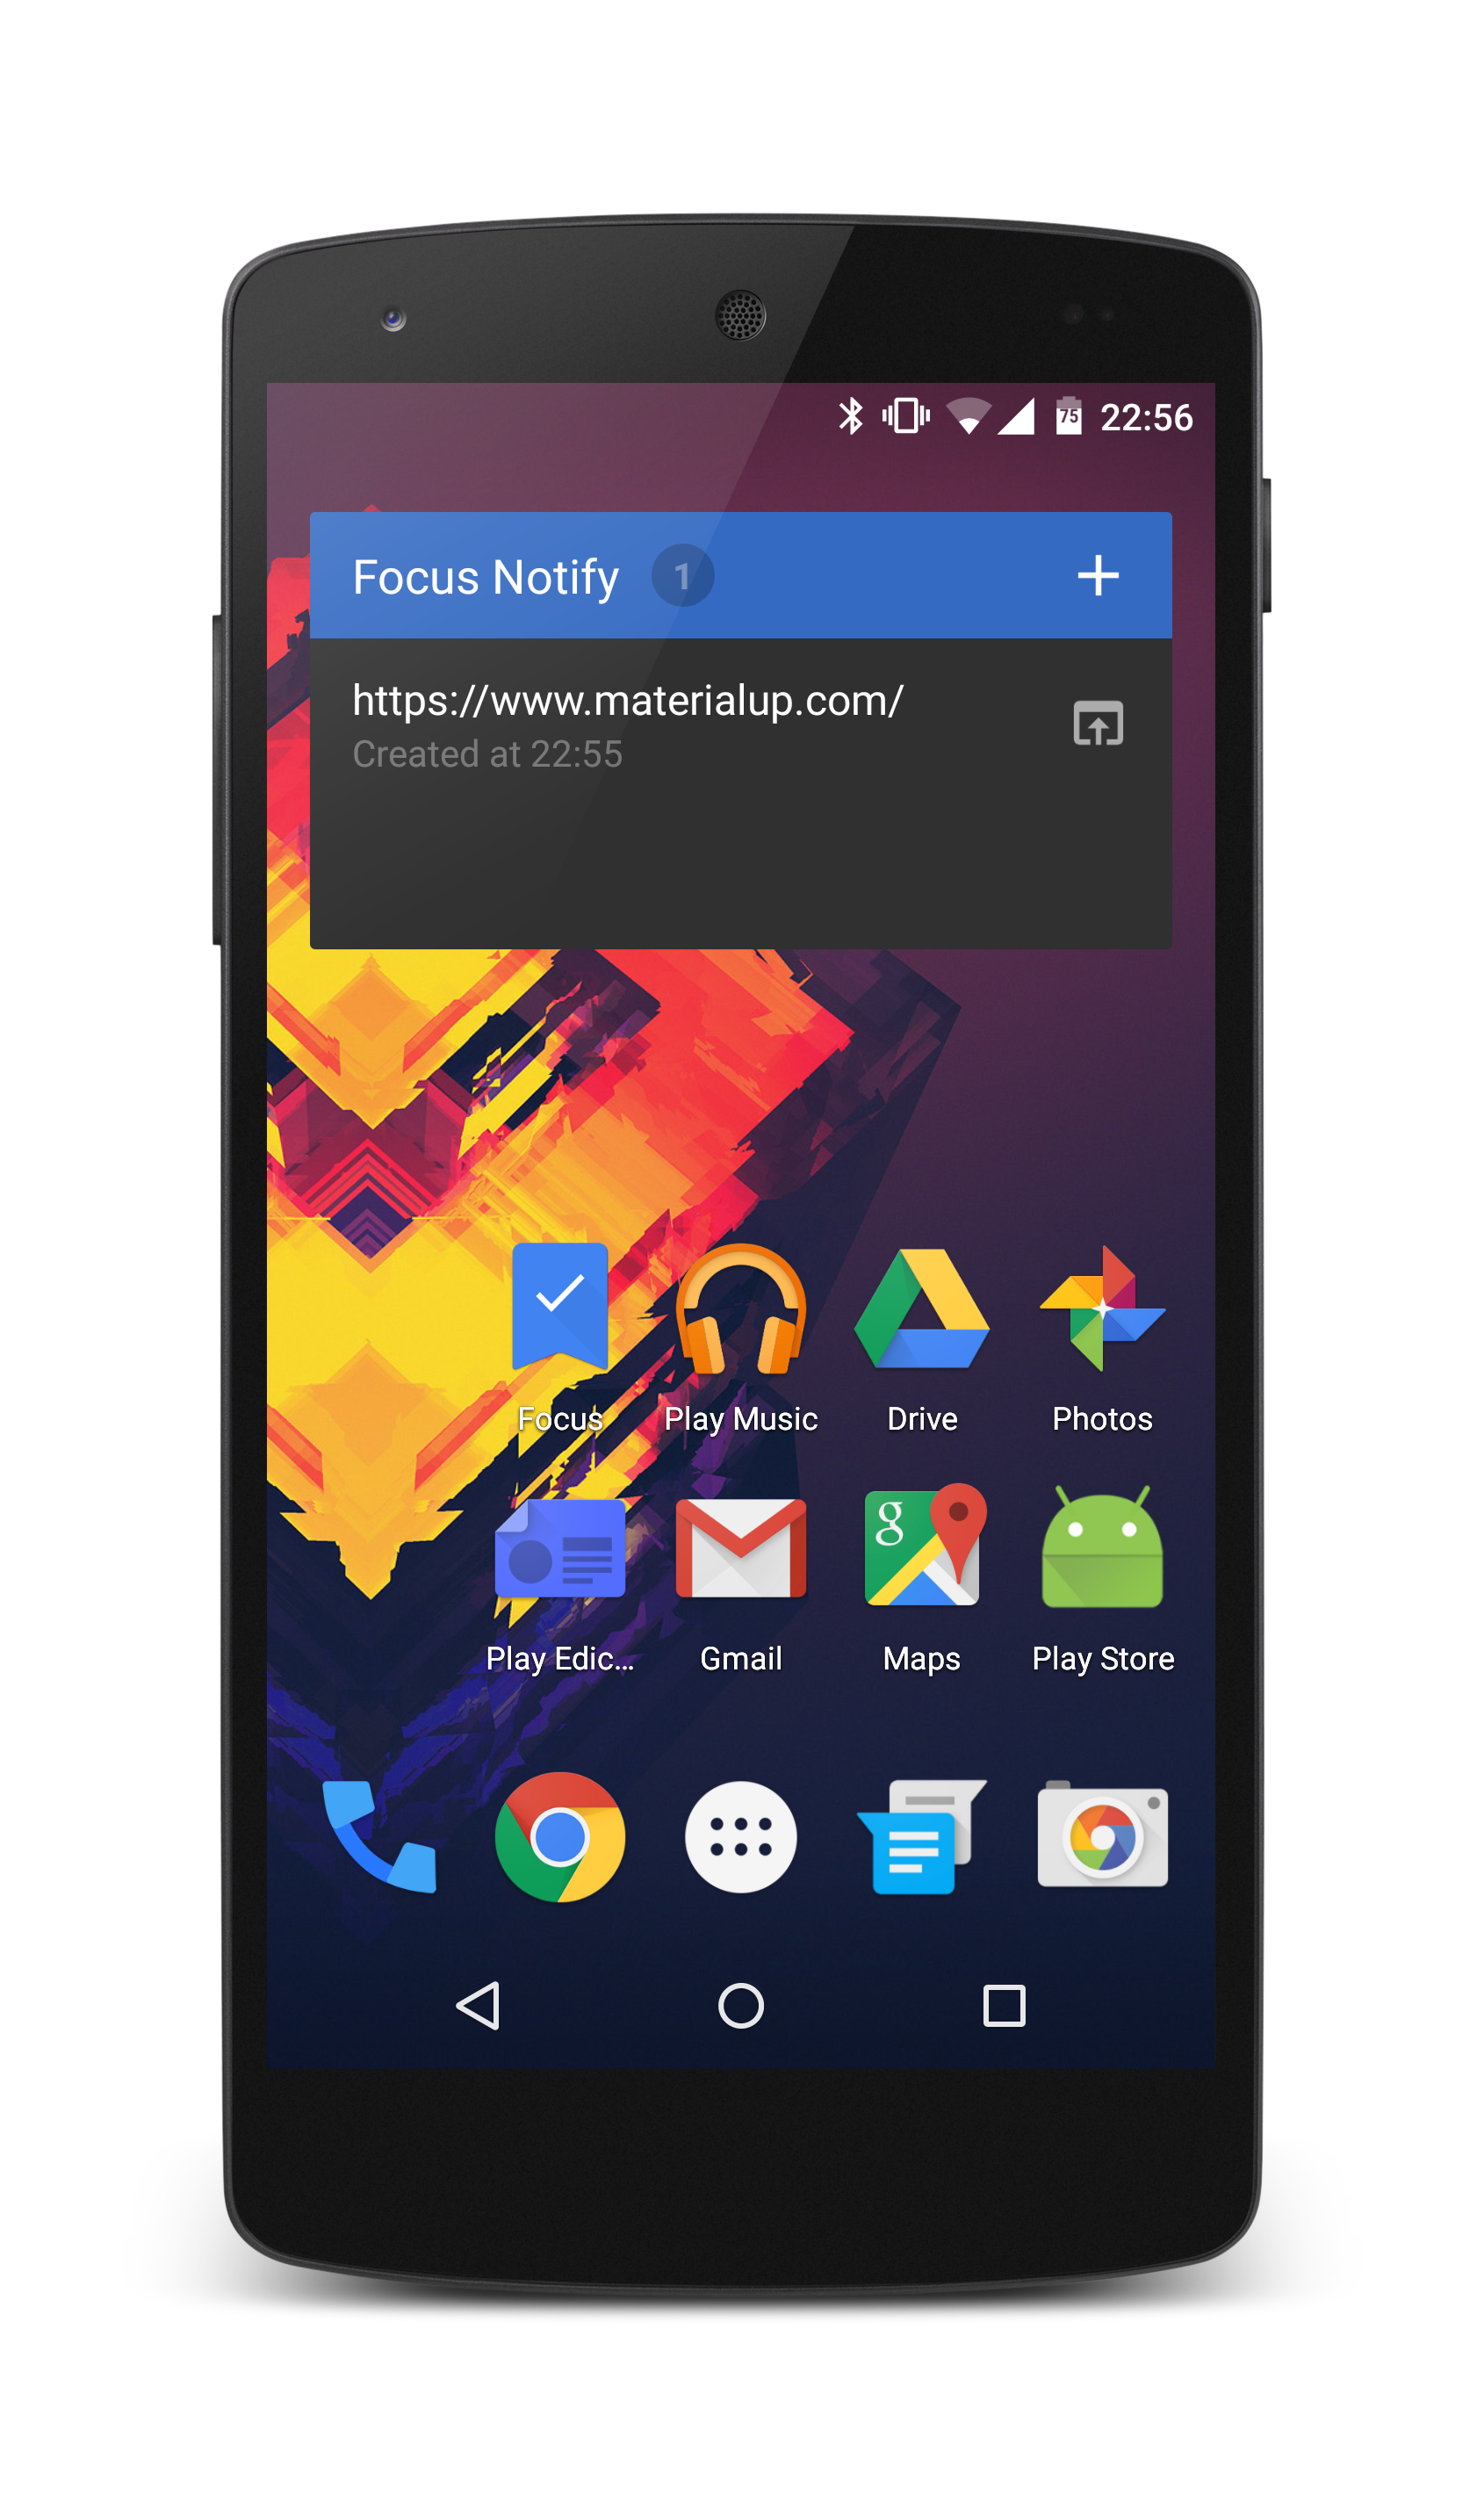 75 22:56
Focus Notify 1
https://www.materialup.com/
Created at 22:55
Focus Play Music Drive Photos
g
Play Edic... Gmail Maps Play Store